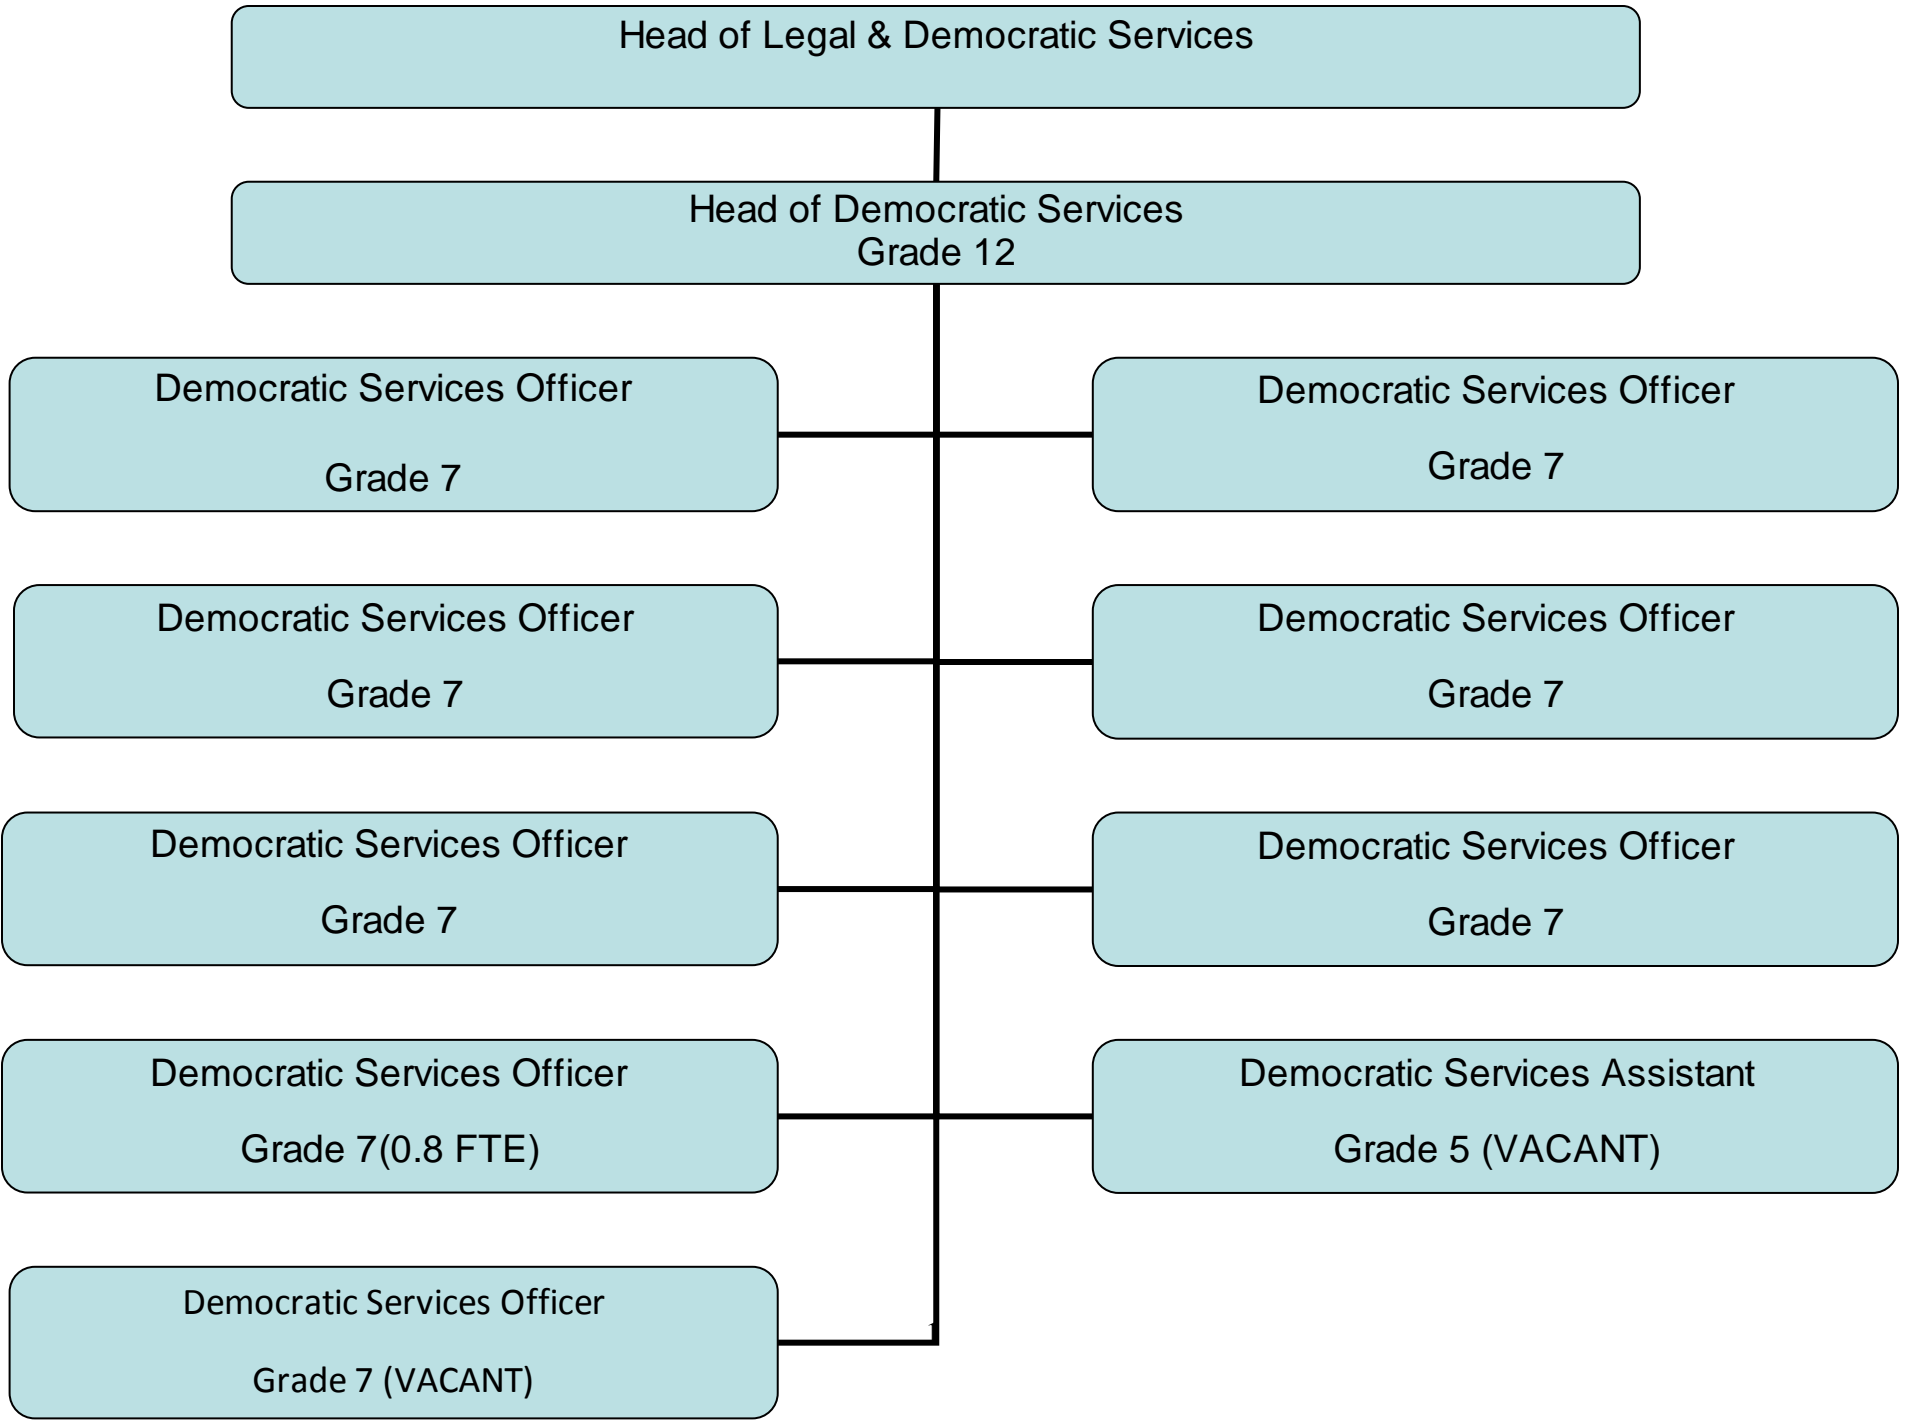 Head of Legal & Democratic Services
Head of Democratic Services
Grade 12
Democratic Services Officer
Grade 7
Democratic Services Officer
Grade 7
Democratic Services Officer
Grade 7
Democratic Services Officer
Grade 7
Democratic Services Officer
Grade 7
Democratic Services Officer
Grade 7
Democratic Services Officer
Grade 7(0.8 FTE)
Democratic Services Assistant
Grade 5 (VACANT)
Democratic Services Officer
Grade 7 (VACANT)